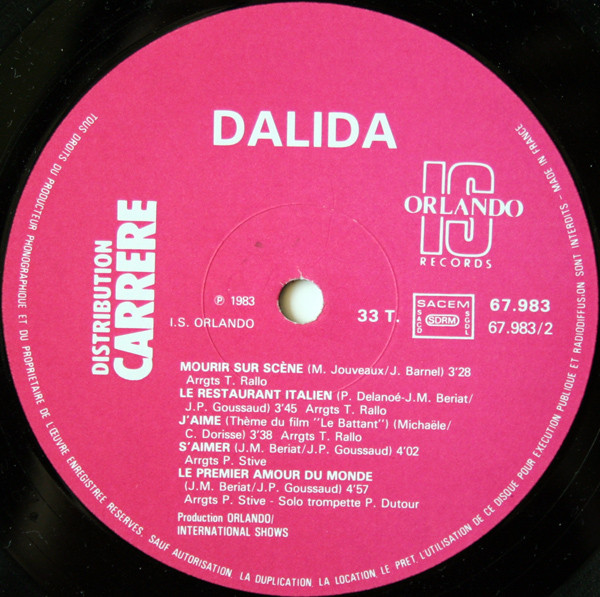 DALIDA
IS
ORLANDO
RECORDS
DISTRIBUTION
CARRERE
℗ 1983
I.S. ORLANDO
33 T.
SACEM
SACD
SDRM
SGDL
67.983
67.983/2
MOURIR SUR SCÈNE (M. Jouveaux/J. Barnel) 3'28
Arrgts T. Rallo
LE RESTAURANT ITALIEN (P. Delanoé-J.M. Beriat/
J.P. Goussaud) 3'45 Arrgts T. Rallo
J'AIME (Thème du film "Le Battant") (Michaële/
C. Dorisse) 3'38 Arrgts T. Rallo
S'AIMER (J.M. Beriat/J.P. Goussaud) 4'02
Arrgts P. Stive
LE PREMIER AMOUR DU MONDE
(J.M. Beriat/J.P. Goussaud) 4'57
Arrgts P. Stive - Solo trompette P. Dutour
Production ORLANDO/
INTERNATIONAL SHOWS
TOUS DROITS DU PRODUCTEUR PHONOGRAPHIQUE ET DU PROPRIETAIRE DE L'ŒUVRE ENREGISTREE RESERVES. SAUF AUTORISATION, LA DUPLICATION, LA LOCATION, LE PRET, L'UTILISATION DE CE DISQUE POUR EXECUTION PUBLIQUE ET RADIODIFFUSION SONT INTERDITS - MADE IN FRANCE